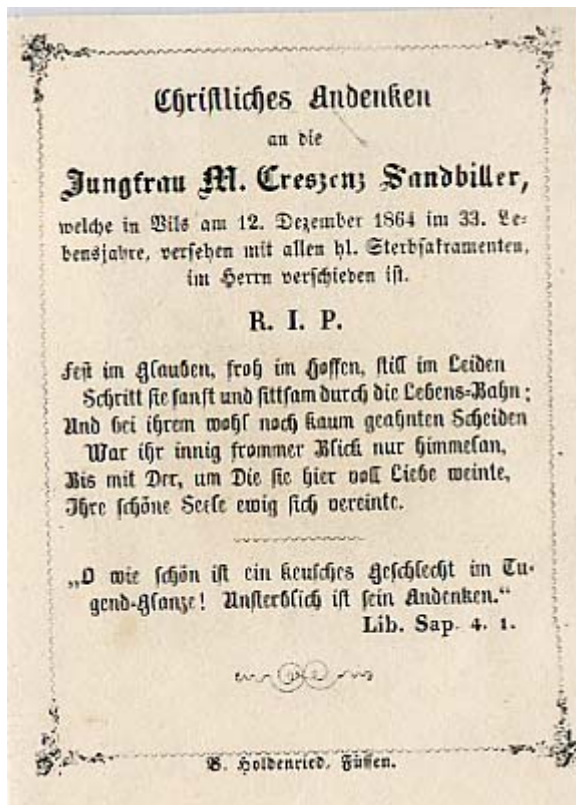 Christliches Andenken
an die
Jungfrau M. Creszenz Sandbiller,
welche in Vils am 12. Dezember 1864 im 33. Le-
bensjahre, versehen mit allen hl. Sterbsakramenten,
im Herrn verschieden ist.
R. I. P.
Fest im Glauben, froh im Hoffen, still im Leiden
Schritt sie sanft und sittsam durch die Lebens-Bahn;
Und bei ihrem wohl noch kaum geahnten Scheiden
War ihr innig frommer Blick nur himmelan,
Bis mit Der, um Die sie hier voll Liebe weinte,
Ihre schöne Seele ewig sich vereinte.
„O wie schön ist ein keusches Geschlecht im Tu-
gend-Glanze! Unsterblich ist sein Andenken."
Lib. Sap. 4. 1.
B. Holdenried, Füssen.